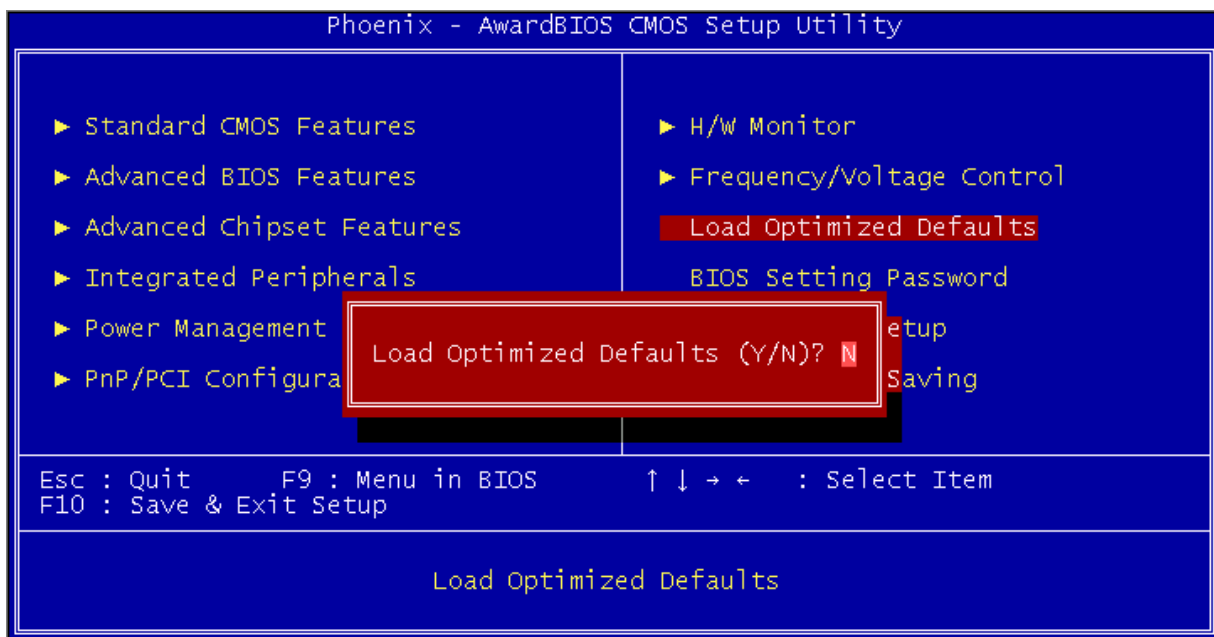 Phoenix - AwardBIOS CMOS Setup Utility
► Standard CMOS Features
► Advanced BIOS Features
► Advanced Chipset Features
► Integrated Peripherals
► Power Management
► PnP/PCI Configura
► H/W Monitor
► Frequency/Voltage Control
Load Optimized Defaults
BIOS Setting Password
etup
Saving
Load Optimized Defaults (Y/N)? N
Esc : Quit F9 : Menu in BIOS ↑ ↓ → ← : Select Item
F10 : Save & Exit Setup
Load Optimized Defaults